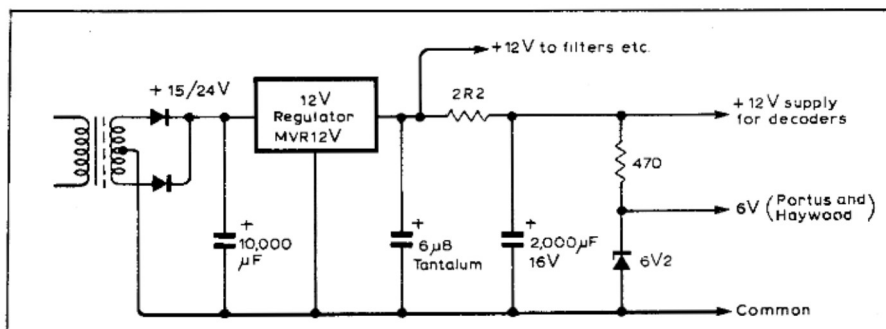 +12V to filters etc.
+ 15/24V
12V
Regulator
MVR12V
2R2
+12V supply
for decoders
470
6V (Portus and
Haywood)
+
10,000
µF
+
6µ8
Tantalum
+
2,000µF
16V
6V2
Common